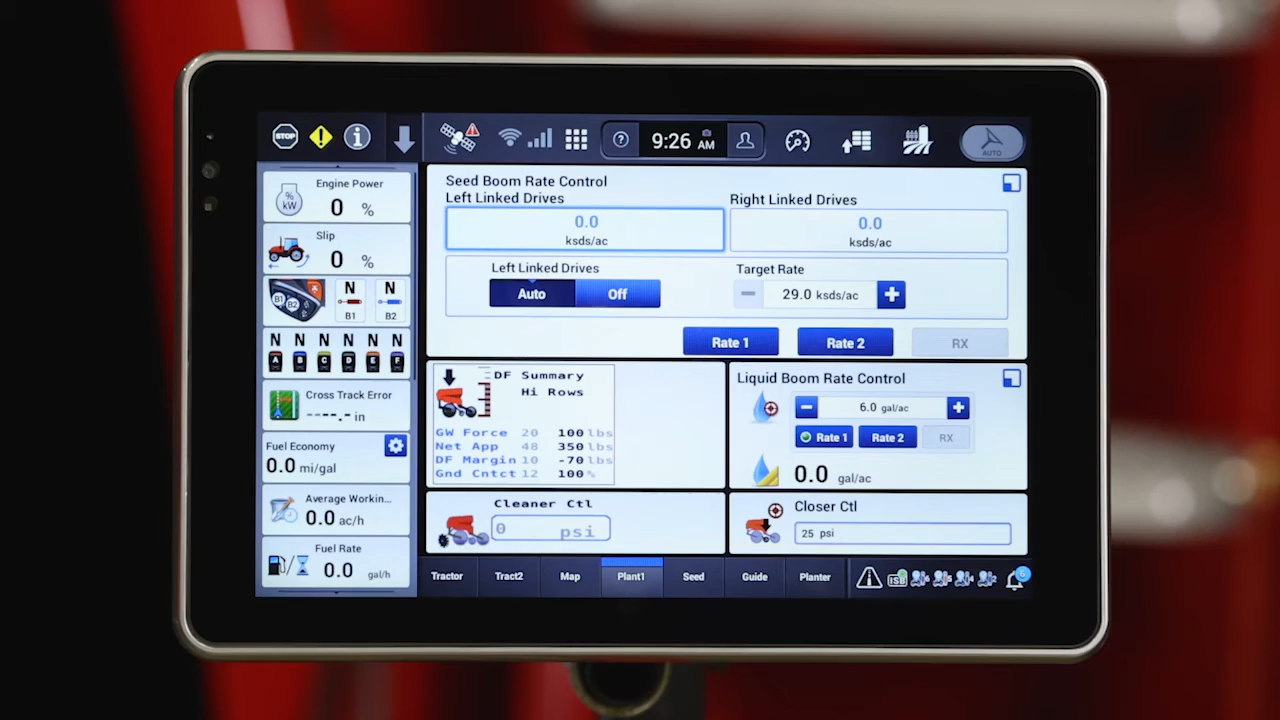 STOP
9:26 AM
AUTO
Engine Power
% kW
0 %
Slip
0 %
B1 B2
N N
B1 B2
N N N N N N
A B C D E F
Cross Track Error
---.- in
Fuel Economy
0.0 mi/gal
Average Workin...
0.0 ac/h
Fuel Rate
0.0 gal/h
Seed Boom Rate Control
Left Linked Drives
0.0
ksds/ac
Right Linked Drives
0.0
ksds/ac
Left Linked Drives
Auto Off
Target Rate
29.0 ksds/ac
Rate 1 Rate 2 RX
DF Summary
Hi Rows
GW Force 20 100 lbs
Net App 48 350 lbs
DF Margin 10 -70 lbs
Gnd Cntct 12 100 %
Liquid Boom Rate Control
6.0 gal/ac
Rate 1 Rate 2 RX
0.0 gal/ac
Cleaner Ctl
0 psi
Closer Ctl
25 psi
Tractor Tract2 Map Plant1 Seed Guide Planter
ISB
6